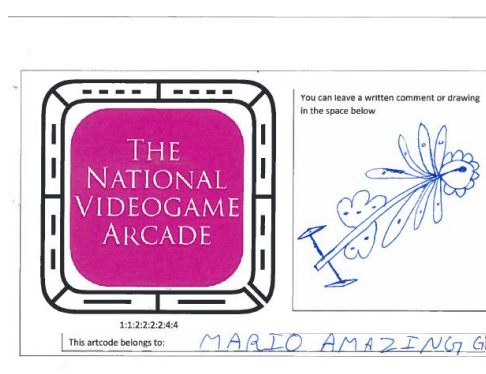 THE
NATIONAL
VIDEOGAME
ARCADE
You can leave a written comment or drawing
in the space below
1:1:2:2:2:2:4:4
This artcode belongs to: MARIO AMAZING G